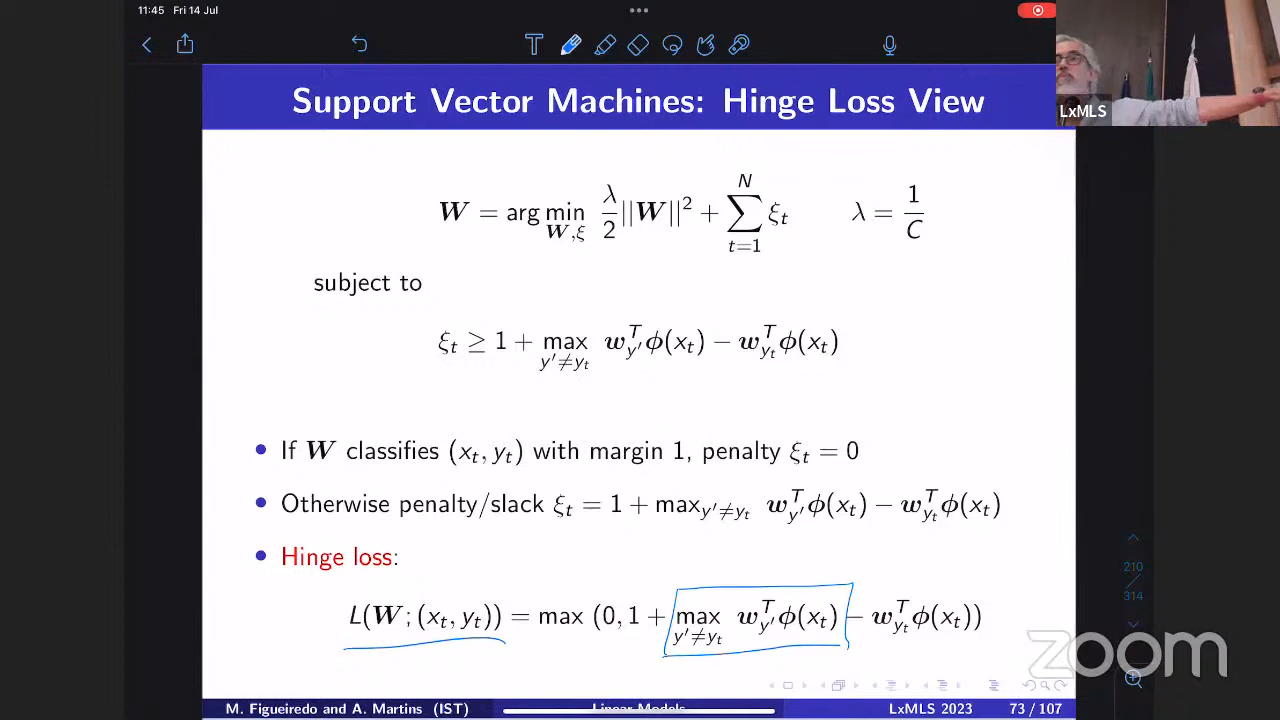 11:45 Fri 14 Jul
T
LxMLS
Support Vector Machines: Hinge Loss View
W = arg min_{W,ξ} λ/2 ||W||² + ∑_{t=1}^{N} ξ_t λ = 1/C
subject to
ξ_t ≥ 1 + max_{y′≠y_t} w_{y′}^T ϕ(x_t) − w_{y_t}^T ϕ(x_t)
• If W classifies (x_t, y_t) with margin 1, penalty ξ_t = 0
• Otherwise penalty/slack ξ_t = 1 + max_{y′≠y_t} w_{y′}^T ϕ(x_t) − w_{y_t}^T ϕ(x_t)
• Hinge loss:
L(W; (x_t, y_t)) = max (0, 1 + max_{y′≠y_t} w_{y′}^T ϕ(x_t) − w_{y_t}^T ϕ(x_t))
210
/
314
zoom
M. Figueiredo and A. Martins (IST) Linear Models LxMLS 2023 73 / 107